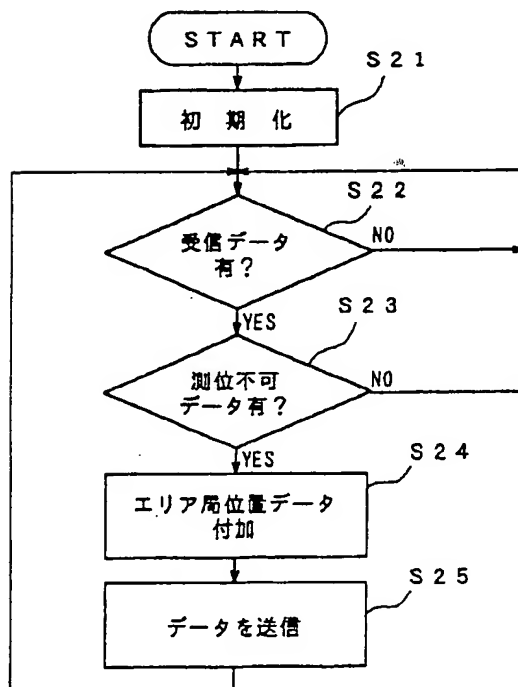 START
S21
初期化
S22
受信データ
有?
NO
YES
S23
測位不可
データ有?
NO
YES
S24
エリア局位置データ
付加
S25
データを送信